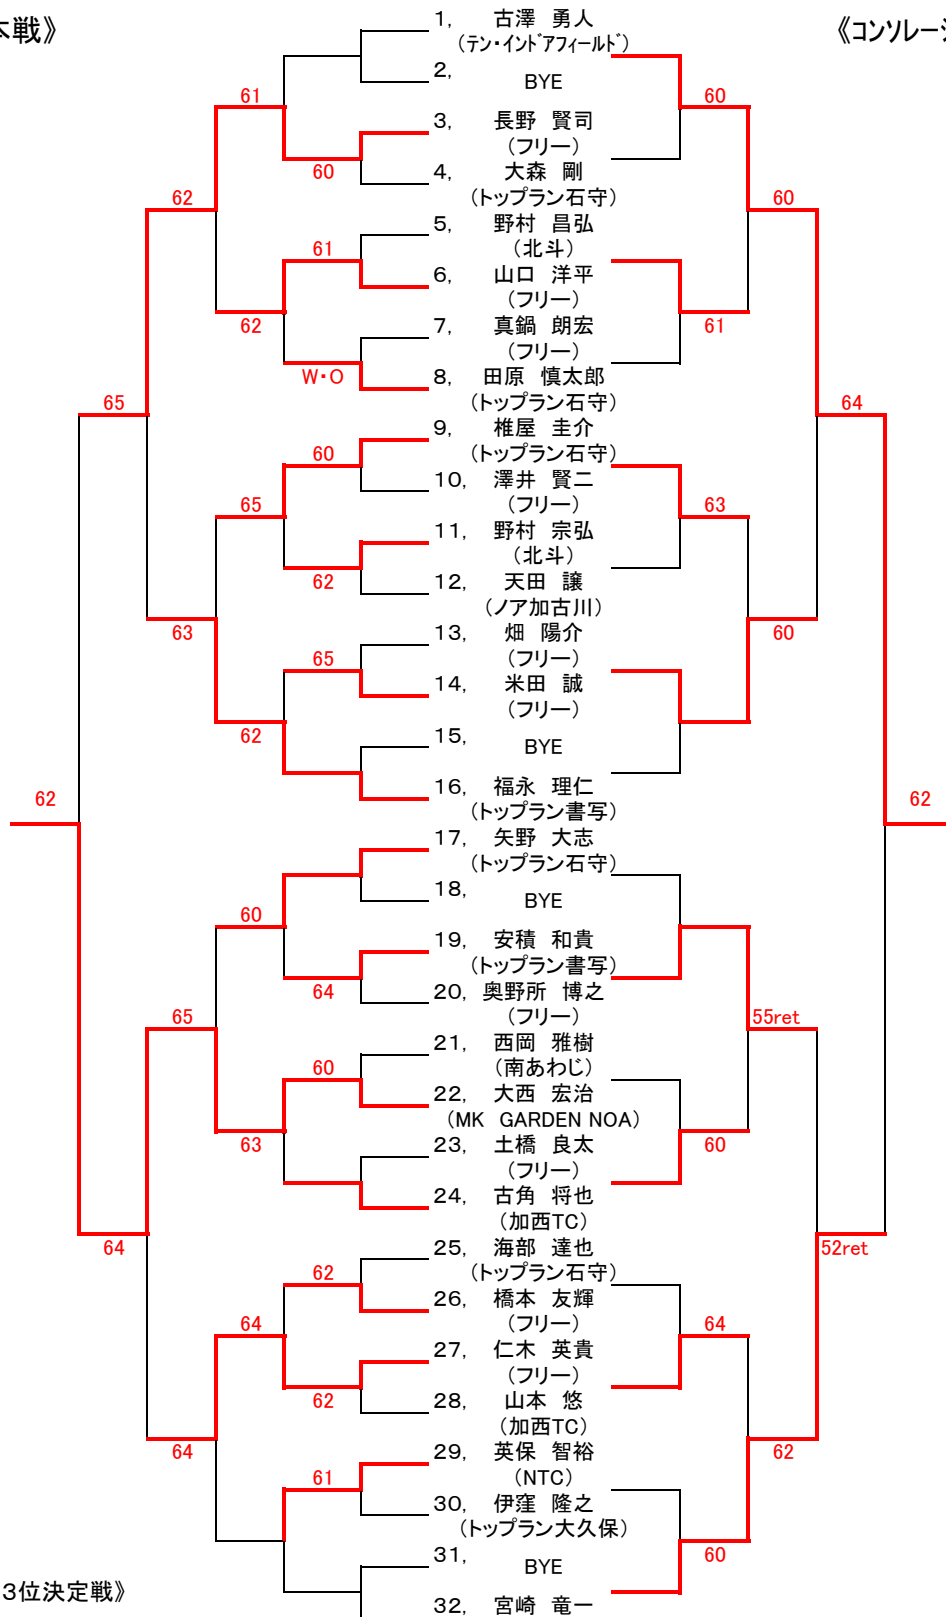 本戦》
《コンソレーシ
1, 古澤 勇人
(テン・インドアフィールド)
2, BYE
61
60
3, 長野 賢司
(フリー)
60
4, 大森 剛
(トップラン石守)
62
60
5, 野村 昌弘
(北斗)
61
6, 山口 洋平
(フリー)
62
61
7, 真鍋 朗宏
(フリー)
W・O
8, 田原 慎太郎
(トップラン石守)
65
64
9, 椎屋 圭介
(トップラン石守)
60
10, 澤井 賢二
(フリー)
65
63
11, 野村 宗弘
(北斗)
62
12, 天田 譲
(ノア加古川)
63
60
13, 畑 陽介
(フリー)
65
14, 米田 誠
(フリー)
62
15, BYE
16, 福永 理仁
(トップラン書写)
62
62
17, 矢野 大志
(トップラン石守)
18, BYE
60
19, 安積 和貴
(トップラン書写)
64
20, 奥野所 博之
(フリー)
65
55ret
21, 西岡 雅樹
(南あわじ)
60
22, 大西 宏治
(MK GARDEN NOA)
63
60
23, 土橋 良太
(フリー)
24, 古角 将也
(加西TC)
64
52ret
25, 海部 達也
(トップラン石守)
62
26, 橋本 友輝
(フリー)
64
64
27, 仁木 英貴
(フリー)
62
28, 山本 悠
(加西TC)
64
62
29, 英保 智裕
(NTC)
61
30, 伊窪 隆之
(トップラン大久保)
60
31, BYE
3位決定戦》
32, 宮崎 竜一